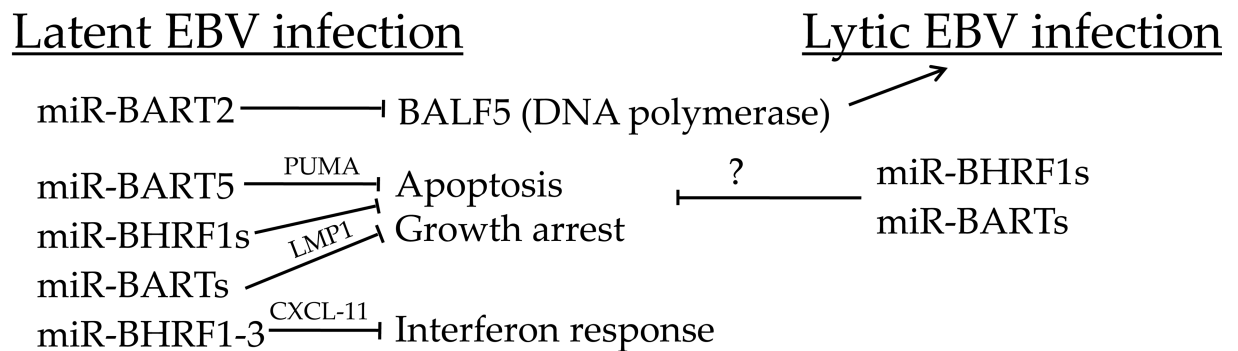 Latent EBV infection
Lytic EBV infection
miR-BART2
BALF5 (DNA polymerase)
miR-BART5
PUMA
Apoptosis
?
miR-BHRF1s
miR-BHRF1s
LMP1
Growth arrest
miR-BARTs
miR-BARTs
miR-BHRF1-3
CXCL-11
Interferon response